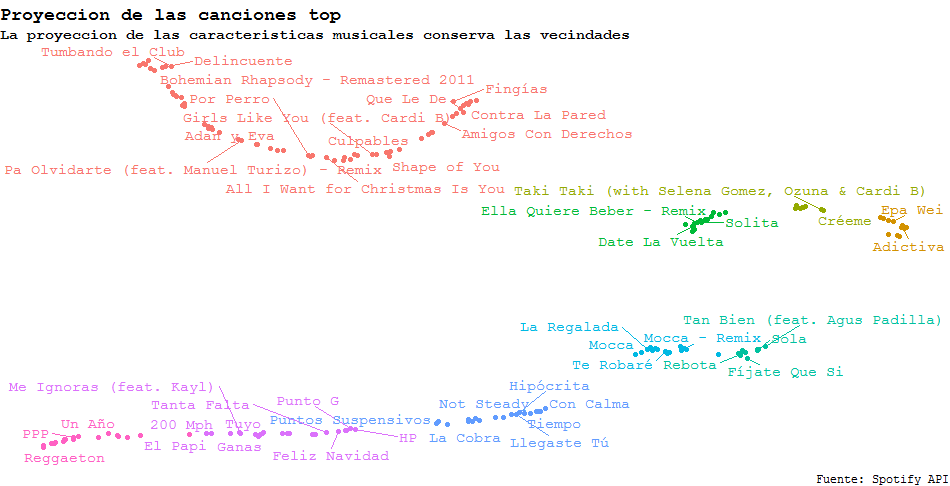 Proyeccion de las canciones top
La proyeccion de las caracteristicas musicales conserva las vecindades
Tumbando el Club
Delincuente
Bohemian Rhapsody - Remastered 2011
Fingías
Por Perro
Que Le De
Girls Like You (feat. Cardi B)
Contra La Pared
Adan y Eva
Culpables
Amigos Con Derechos
Pa Olvidarte (feat. Manuel Turizo) - Remix
Shape of You
All I Want for Christmas Is You
Taki Taki (with Selena Gomez, Ozuna & Cardi B)
Ella Quiere Beber - Remix
Solita
Créeme
Epa Wei
Date La Vuelta
Adictiva
Tan Bien (feat. Agus Padilla)
La Regalada
Mocca
Mocca - Remix
Sola
Te Robaré
Rebota
Fíjate Que Si
Me Ignoras (feat. Kayl)
Hipócrita
Tanta Falta
Punto G
Not Steady
Con Calma
Un Año
200 Mph
Tuyo
Puntos Suspensivos
Tiempo
PPP
El Papi Ganas
HP
La Cobra
Llegaste Tú
Reggaeton
Feliz Navidad
Fuente: Spotify API